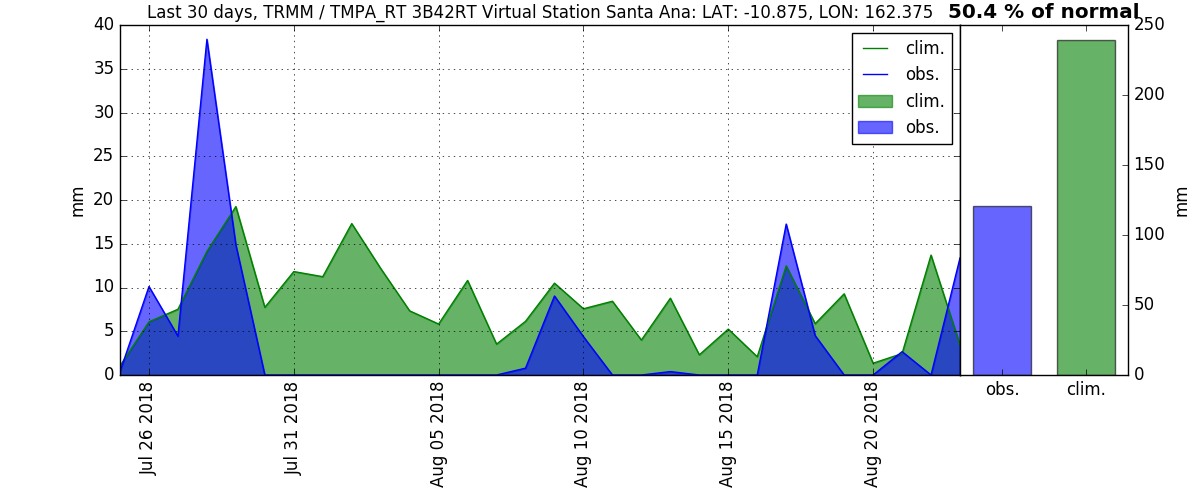 Last 30 days, TRMM / TMPA_RT 3B42RT Virtual Station Santa Ana: LAT: -10.875, LON: 162.375
50.4 % of normal
40
35
30
25
20
15
10
5
0
mm
clim.
obs.
clim.
obs.
250
200
150
100
50
0
mm
Jul 26 2018
Jul 31 2018
Aug 05 2018
Aug 10 2018
Aug 15 2018
Aug 20 2018
obs.
clim.